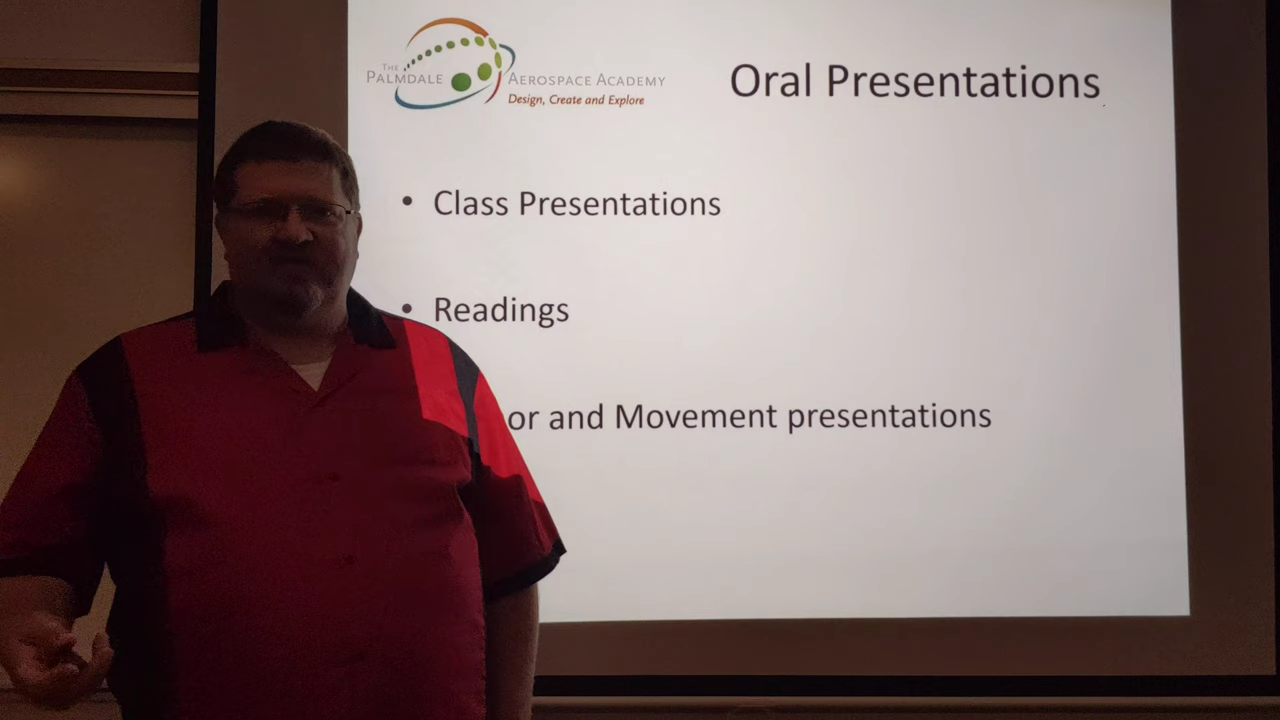 THE
PALMDALE AEROSPACE ACADEMY
Design, Create and Explore
Oral Presentations
• Class Presentations
• Readings
and Movement presentations